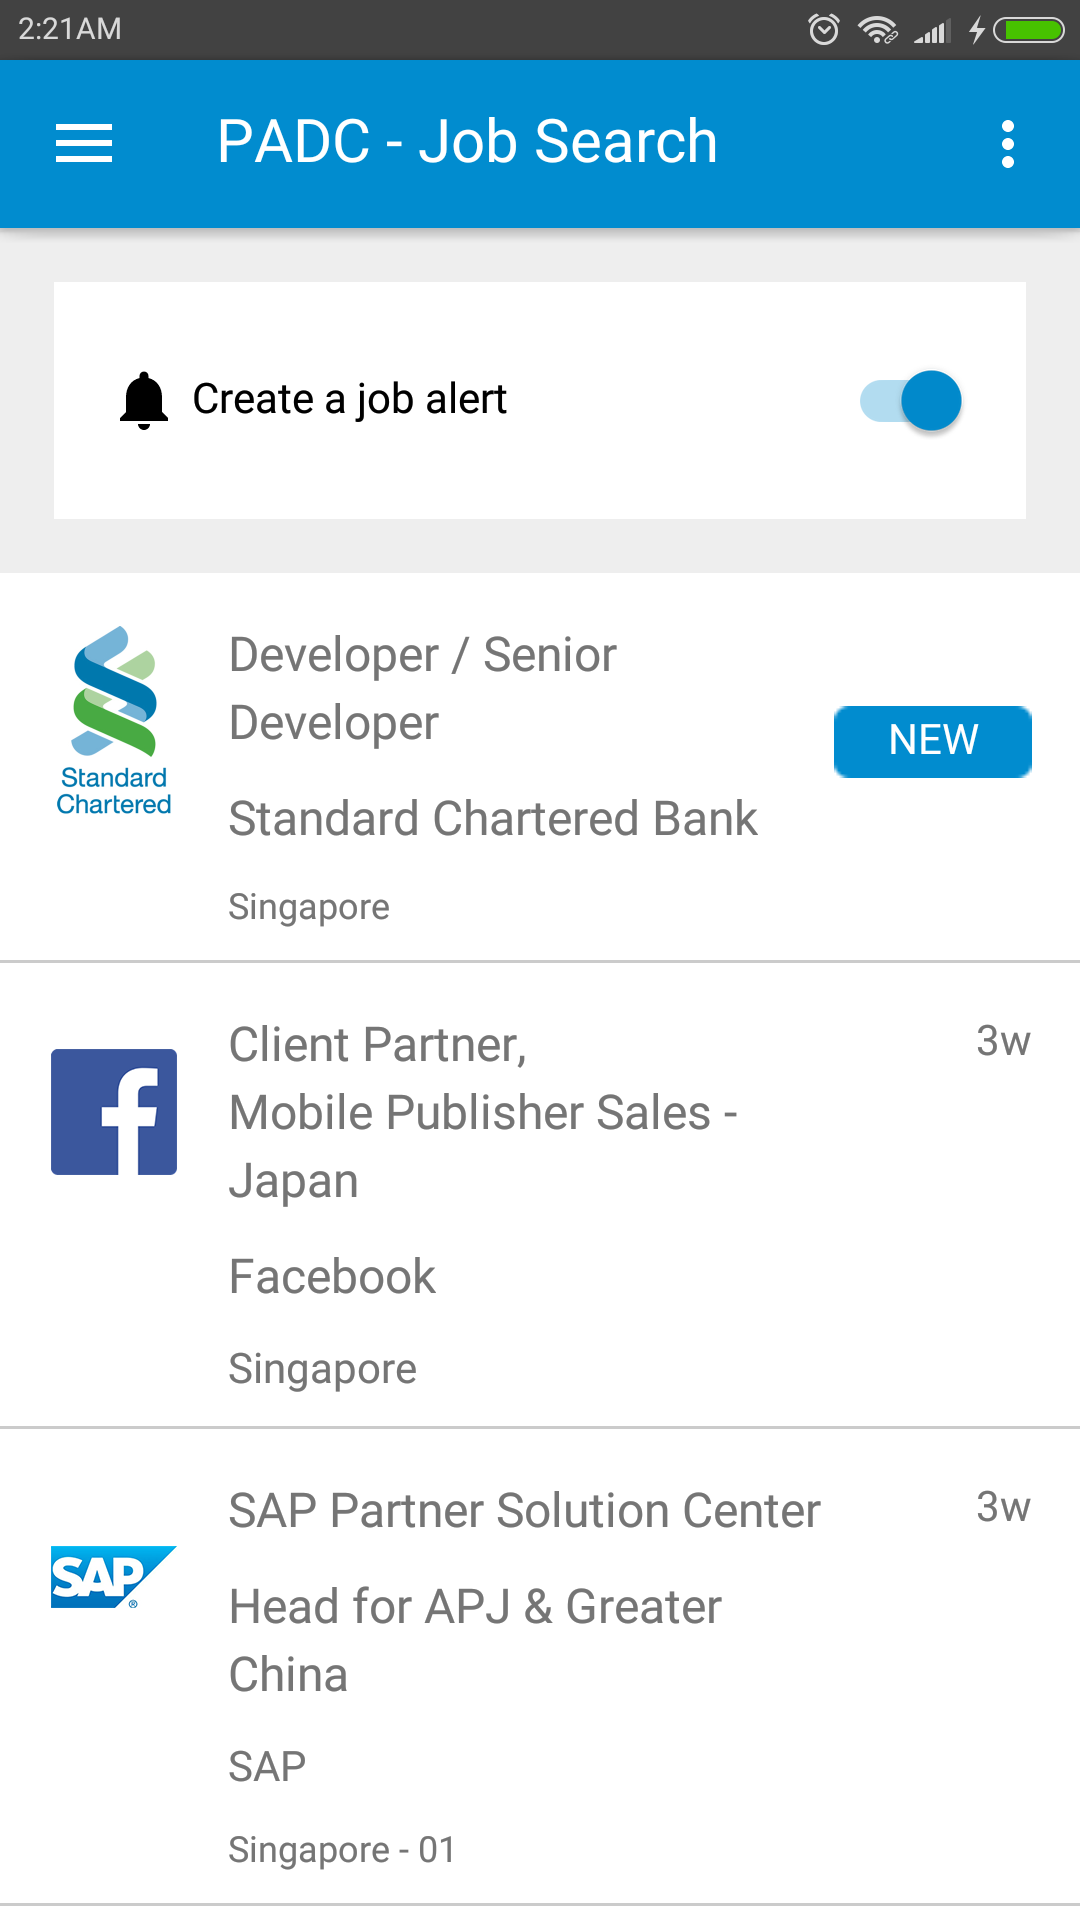 2:21AM
PADC - Job Search
Create a job alert
Standard
Chartered
Developer / Senior
Developer
NEW
Standard Chartered Bank
Singapore
Client Partner,
3w
Mobile Publisher Sales -
Japan
Facebook
Singapore
SAP Partner Solution Center
3w
SAP®
Head for APJ & Greater
China
SAP
Singapore - 01